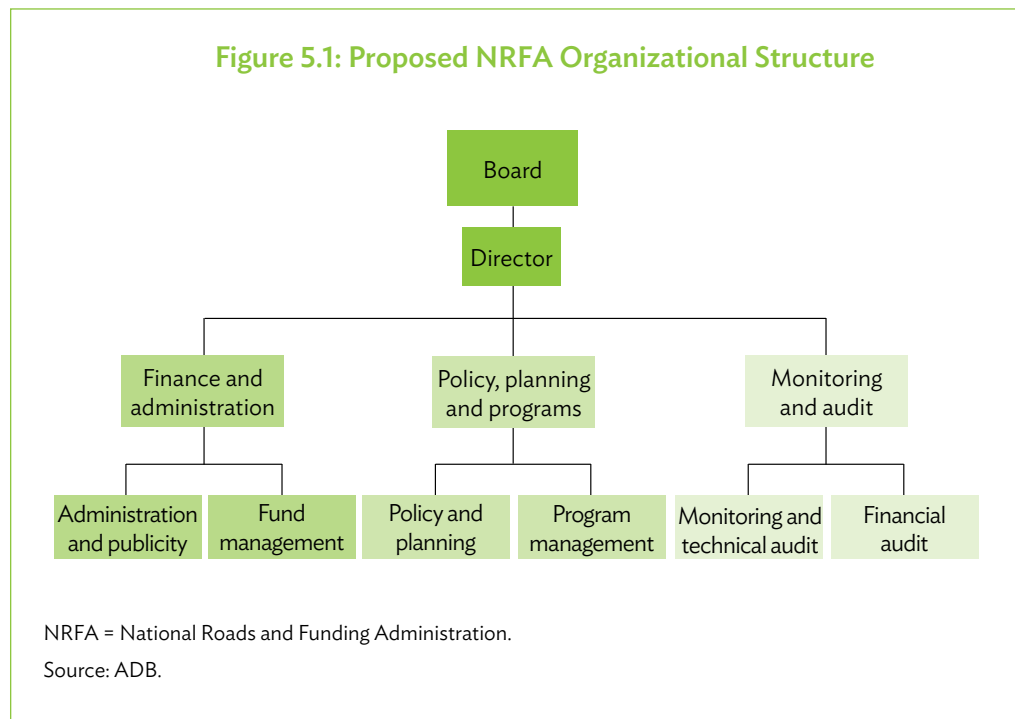 Figure 5.1: Proposed NRFA Organizational Structure
Board
Director
Finance and
administration
Policy, planning
and programs
Monitoring
and audit
Administration
and publicity
Fund
management
Policy and
planning
Program
management
Monitoring and
technical audit
Financial
audit
NRFA = National Roads and Funding Administration.
Source: ADB.